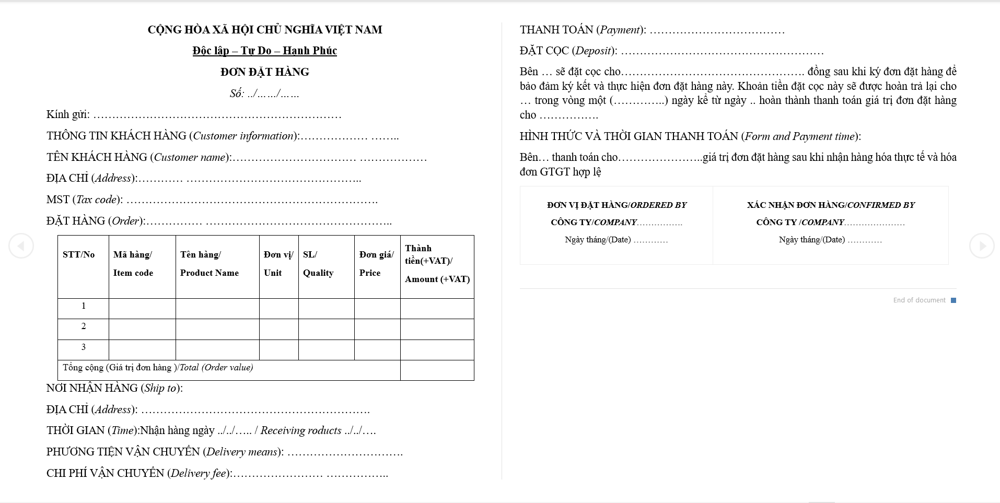 CỘNG HÒA XÃ HỘI CHỦ NGHĨA VIỆT NAM
Độc lập – Tự Do – Hạnh Phúc
ĐƠN ĐẶT HÀNG
Số: ../……/……
Kính gửi: …………………………………………………………
THÔNG TIN KHÁCH HÀNG (Customer information):……………… ……..
TÊN KHÁCH HÀNG (Customer name):…………………………… ………………
ĐỊA CHỈ (Address):………… ………………………………………..
MST (Tax code): ………………………………………………………….
ĐẶT HÀNG (Order):…………… …………………………………………..
STT/No
Mã hàng/
Item code
Tên hàng/
Product Name
Đơn vị/
Unit
SL/
Quality
Đơn giá/
Price
Thành
tiền(+VAT)/
Amount (+VAT)
1
2
3
Tổng cộng (Giá trị đơn hàng )/Total (Order value)
NƠI NHẬN HÀNG (Ship to):
ĐỊA CHỈ (Address): …………………………………………………….
THỜI GIAN (Time):Nhận hàng ngày ../../….. / Receiving roducts ../../….
PHƯƠNG TIỆN VẬN CHUYỂN (Delivery means): ………………………….
CHI PHÍ VẬN CHUYỂN (Delivery fee):…………………… ……………..
THANH TOÁN (Payment): ………………………………
ĐẶT CỌC (Deposit): ………………………………………………
Bên … sẽ đặt cọc cho…………………………………………. đồng sau khi ký đơn đặt hàng để
bảo đảm ký kết và thực hiện đơn đặt hàng này. Khoản tiền đặt cọc này sẽ được hoàn trả lại cho
… trong vòng một (…………..) ngày kể từ ngày .. hoàn thành thanh toán giá trị đơn đặt hàng
cho …………….
HÌNH THỨC VÀ THỜI GIAN THANH TOÁN (Form and Payment time):
Bên… thanh toán cho…………………..giá trị đơn đặt hàng sau khi nhận hàng hóa thực tế và hóa
đơn GTGT hợp lệ
ĐƠN VỊ ĐẶT HÀNG/ORDERED BY
CÔNG TY/COMPANY…………….
Ngày tháng/(Date) …………
XÁC NHẬN ĐƠN HÀNG/CONFIRMED BY
CÔNG TY /COMPANY…………………
Ngày tháng/(Date) …………
End of document